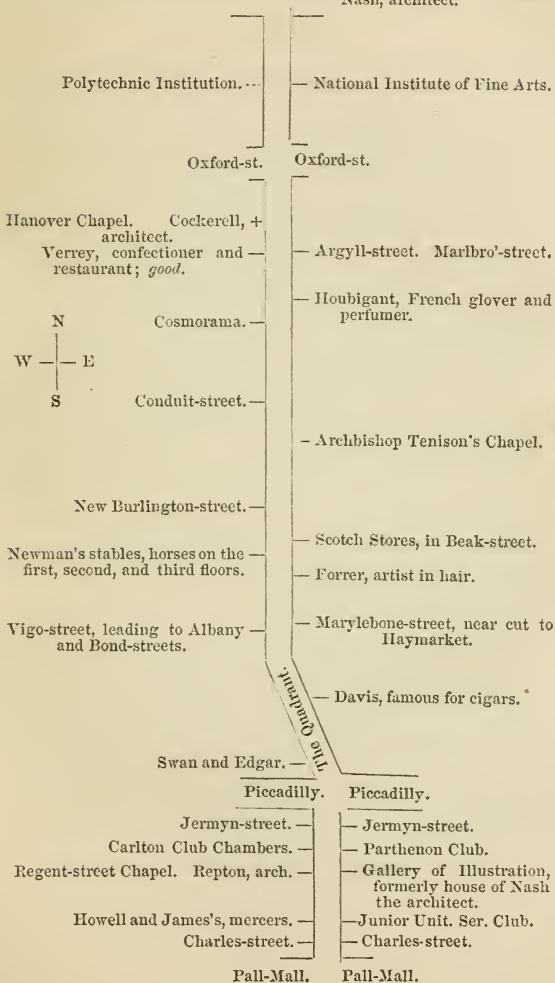 Nash, architect.
Polytechnic Institution.
National Institute of Fine Arts.
Oxford-st.
Oxford-st.
Hanover Chapel. Cockerell, +
architect.
Verrey, confectioner and
restaurant; good.
Argyll-street. Marlbro'-street.
Houbigant, French glover and
perfumer.
N
W E
S
Cosmorama.
Conduit-street.
Archbishop Tenison's Chapel.
New Burlington-street.
Scotch Stores, in Beak-street.
Newman's stables, horses on the
first, second, and third floors.
Forrer, artist in hair.
Vigo-street, leading to Albany
and Bond-streets.
Marylebone-street, near cut to
Haymarket.
The Quadrant.
Davis, famous for cigars.
Swan and Edgar.
Piccadilly.
Piccadilly.
Jermyn-street.
Jermyn-street.
Carlton Club Chambers.
Parthenon Club.
Regent-street Chapel. Repton, arch.
Gallery of Illustration,
formerly house of Nash
the architect.
Howell and James's, mercers.
Junior Unit. Ser. Club.
Charles-street.
Charles-street.
Pall-Mall.
Pall-Mall.